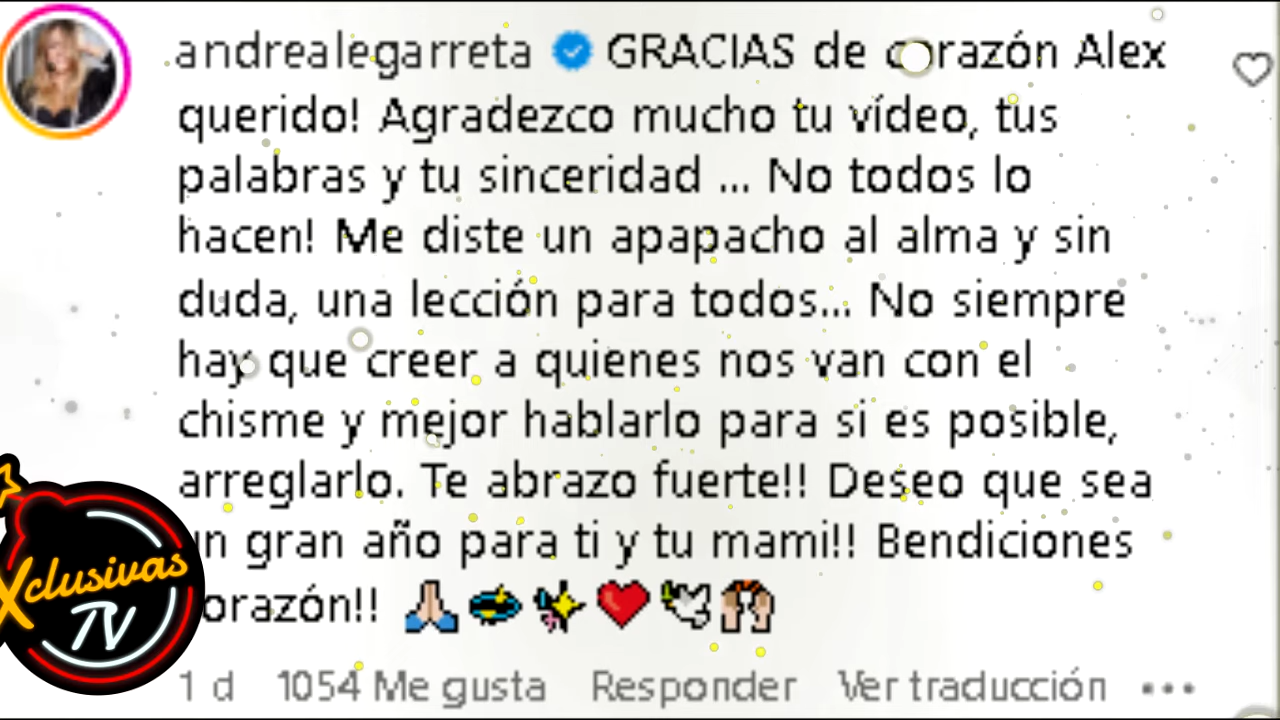 andrealegarreta GRACIAS de corazón Alex
querido! Agradezco mucho tu vídeo, tus
palabras y tu sinceridad ... No todos lo
hacen! Me diste un apapacho al alma y sin
duda, una lección para todos... No siempre
hay que creer a quienes nos van con el
chisme y mejor hablarlo para si es posible,
arreglarlo. Te abrazo fuerte!! Deseo que sea
un gran año para ti y tu mami!! Bendiciones
corazón!! 
1 d 1054 Me gusta Responder Ver traducción
Xclusivas
TV